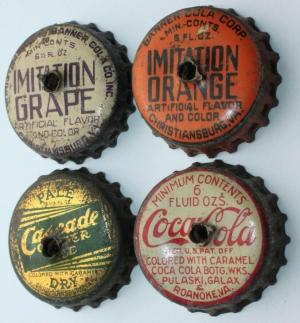 BANNER COLA CO. INC.
MIN-CONTS.
6 FL. OZ.
IMITATION
GRAPE
ARTIFICIAL FLAVOR
AND COLOR
BANNER COLA CORP.
MIN.-CONTS.
6 FL. OZ.
IMITATION
ORANGE
ARTIFICIAL FLAVOR
AND COLOR
CHRISTIANSBURG, VA.
PALE
Cascade
COLORED WITH CARAMEL
DRY
MINIMUM CONTENTS
6
FLUID OZS.
Coca-Cola
U.S. PAT. OFF.
COLORED WITH CARAMEL
COCA COLA BOTG. WKS.
PULASKI, GALAX
&
ROANOKE, VA.